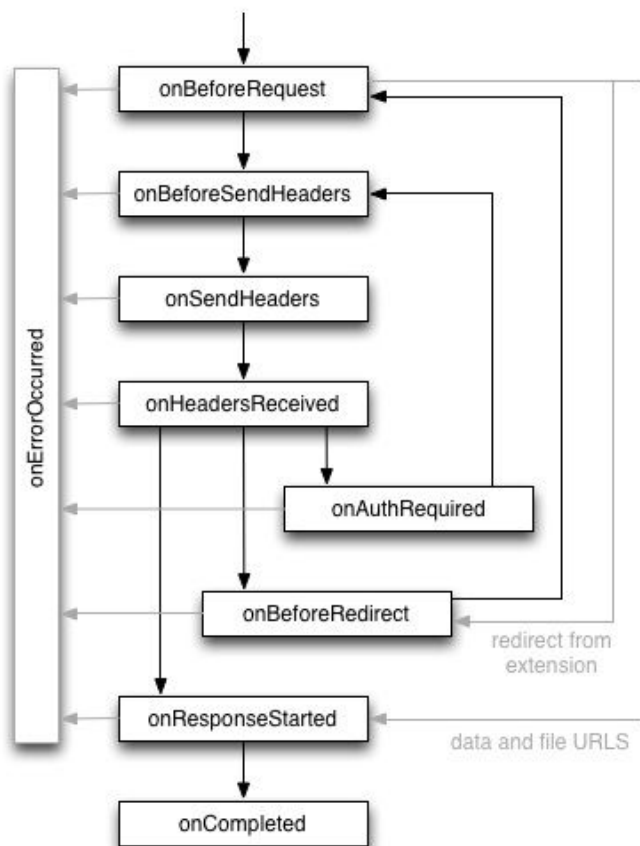 onBeforeRequest
onBeforeSendHeaders
onSendHeaders
onErrorOccurred
onHeadersReceived
onAuthRequired
onBeforeRedirect
redirect from
extension
onResponseStarted
data and file URLS
onCompleted